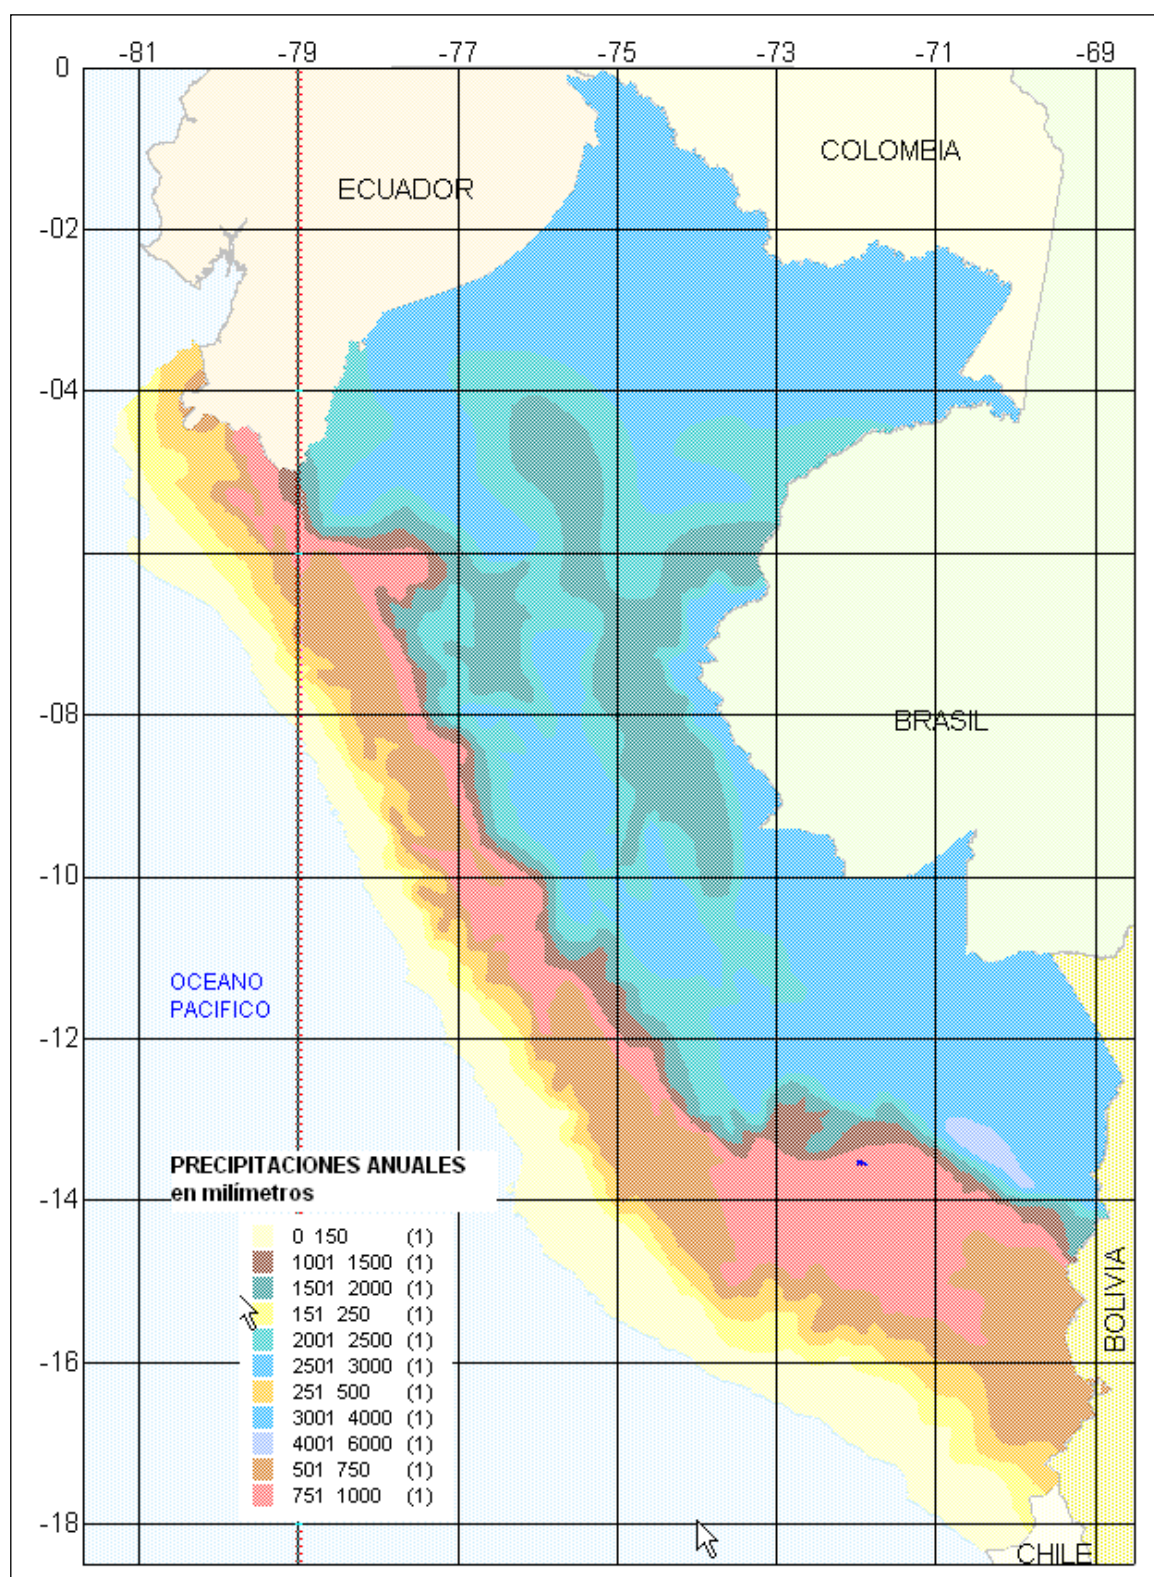 -81 -79 -77 -75 -73 -71 -69
0
COLOMBIA
ECUADOR
-02
-04
-08
BRASIL
-10
OCEANO
PACIFICO
-12
PRECIPITACIONES ANUALES
en milímetros
-14
0 150 (1)
1001 1500 (1)
1501 2000 (1)
151 250 (1)
2001 2500 (1)
2501 3000 (1)
251 500 (1)
3001 4000 (1)
4001 6000 (1)
501 750 (1)
751 1000 (1)
BOLIVIA
-16
-18
CHILE